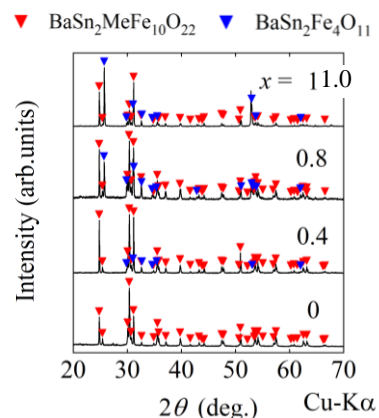 ▼ BaSn₂MeFe₁₀O₂₂ ▼ BaSn₂Fe₄O₁₁
x = 11.0
0.8
0.4
0
Intensity (arb.units)
20 30 40 50 60 70
2θ (deg.) Cu-Kα